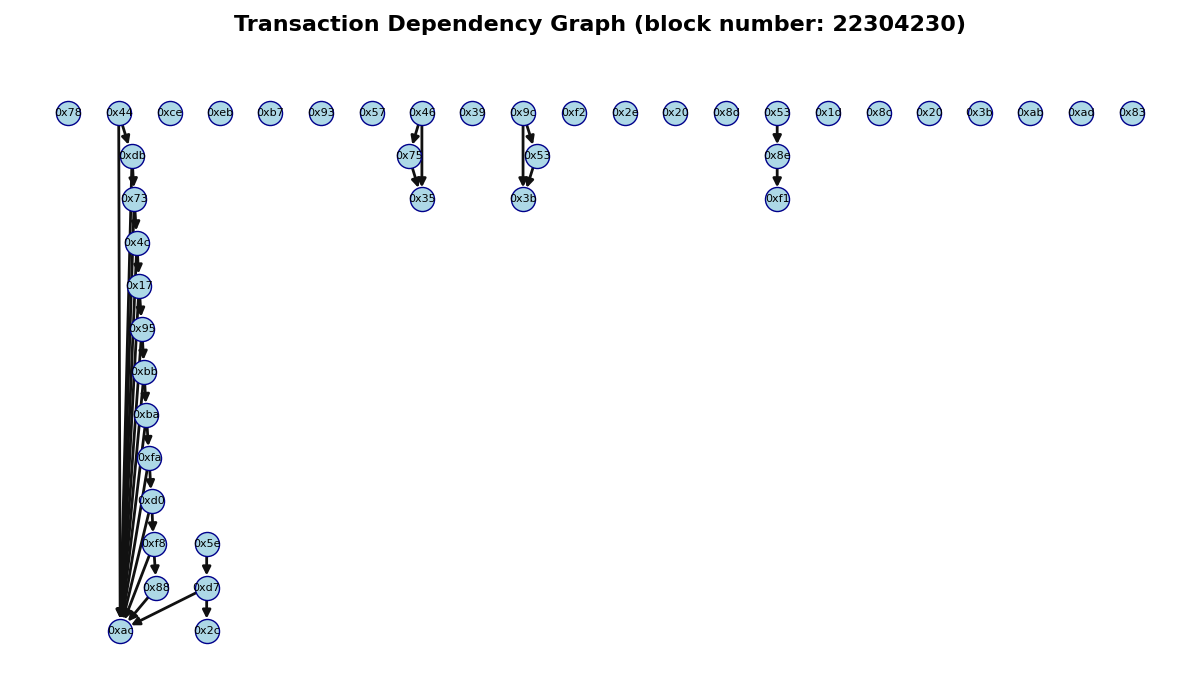 Transaction Dependency Graph (block number: 22304230)
0x78 0x44 0xce 0xeb 0xb7 0x93 0x57 0x46 0x39 0x9c 0xf2 0x2e 0x20 0x8d 0x53 0x1d 0x8c 0x20 0x3b 0xab 0xad 0x83
0xdb 0x75 0x53 0x8e
0x73 0x35 0x3b 0xf1
0x4c
0x17
0x95
0xbb
0xba
0xfa
0xd0
0xf8 0x5e
0x88 0xd7
0xac 0x2c